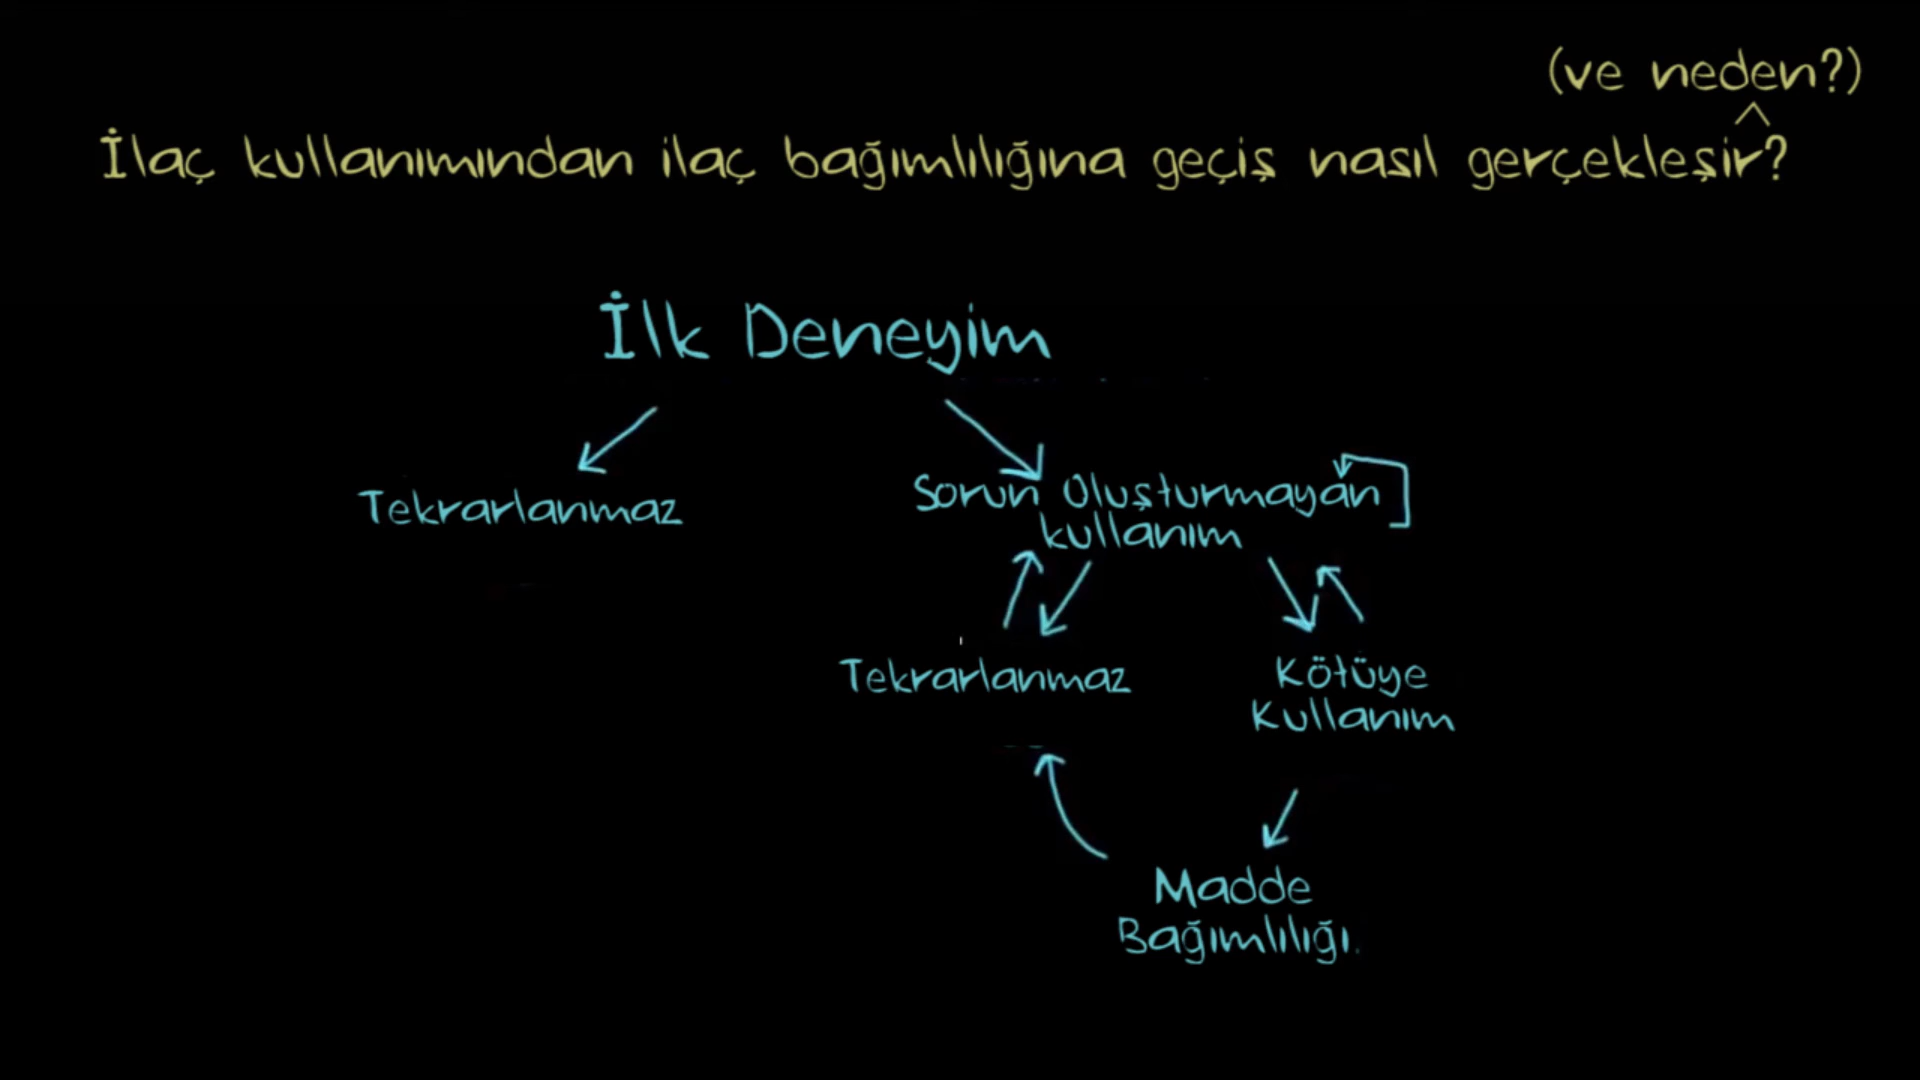 (ve neden?)
İlaç kullanımından ilaç bağımlılığına geçiş nasıl gerçekleşir?
İlk Deneyim
Tekrarlanmaz
Sorun Oluşturmayan
kullanım
Tekrarlanmaz
Kötüye
Kullanım
Madde
Bağımlılığı.